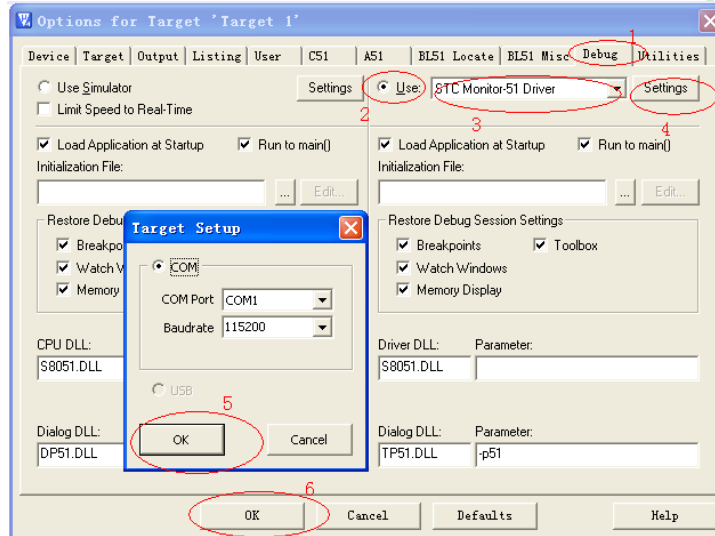 Options for Target 'Target 1'
Device Target Output Listing User C51 A51 BL51 Locate BL51 Misc Debug Utilities
1
Use Simulator Settings Use: STC Monitor-51 Driver Settings
2 3 4
Limit Speed to Real-Time
Load Application at Startup Run to main() Load Application at Startup Run to main()
Initialization File: Initialization File:
... Edit... ... Edit...
Restore Debu Restore Debug Session Settings
Breakpo Breakpoints Toolbox
Watch W Watch Windows
Memory Memory Display
Target Setup
COM
COM Port COM1
Baudrate 115200
USB
5
OK Cancel
CPU DLL: Driver DLL: Parameter:
S8051.DLL S8051.DLL
Dialog DLL: Dialog DLL: Parameter:
DP51.DLL TP51.DLL -p51
6
OK Cancel Defaults Help